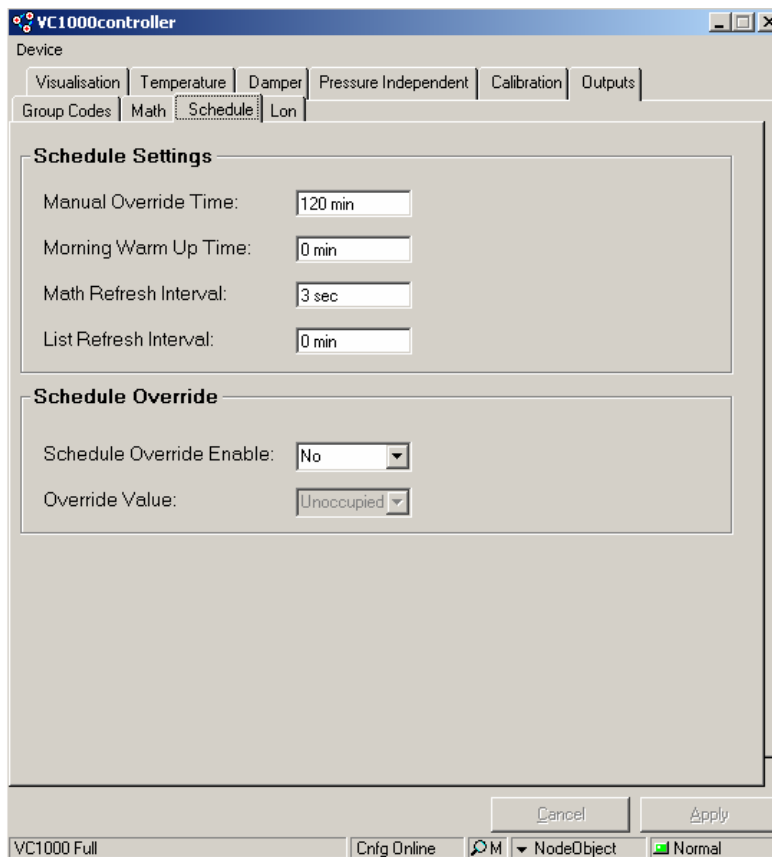 VC1000controller
Device
Visualisation Temperature Damper Pressure Independent Calibration Outputs
Group Codes Math Schedule Lon
Schedule Settings
Manual Override Time: 120 min
Morning Warm Up Time: 0 min
Math Refresh Interval: 3 sec
List Refresh Interval: 0 min
Schedule Override
Schedule Override Enable: No
Override Value: Unoccupied
Cancel Apply
VC1000 Full Cnfg Online M NodeObject Normal